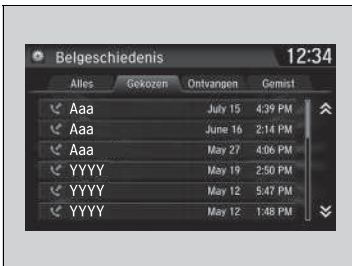 Belgeschiedenis 12:34
Alles Gekozen Ontvangen Gemist
Aaa July 15 4:39 PM
Aaa June 16 2:14 PM
Aaa May 27 4:06 PM
YYYY May 19 2:50 PM
YYYY May 12 5:47 PM
YYYY May 12 1:48 PM